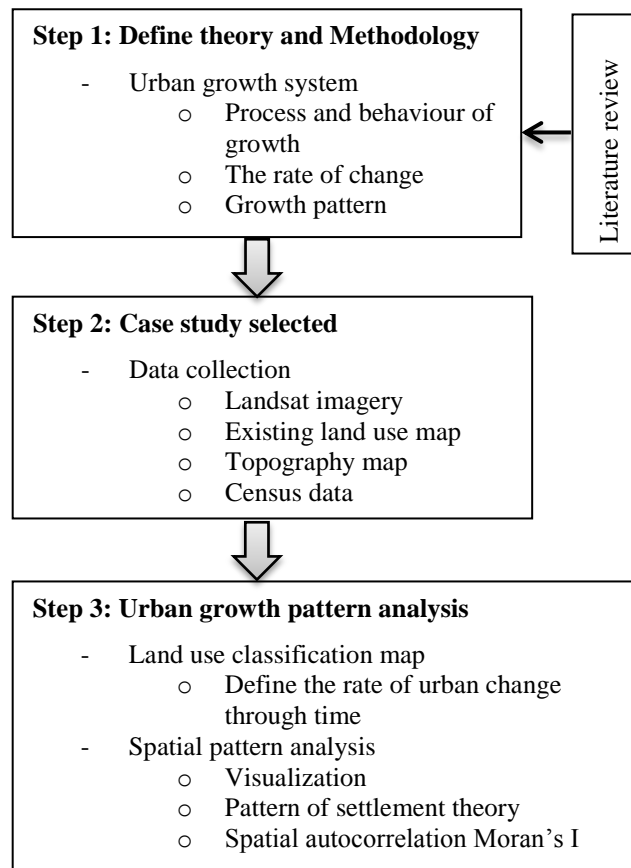 Step 1: Define theory and Methodology
- Urban growth system
o Process and behaviour of
growth
o The rate of change
o Growth pattern
Literature review
Step 2: Case study selected
- Data collection
o Landsat imagery
o Existing land use map
o Topography map
o Census data
Step 3: Urban growth pattern analysis
- Land use classification map
o Define the rate of urban change
through time
- Spatial pattern analysis
o Visualization
o Pattern of settlement theory
o Spatial autocorrelation Moran’s I